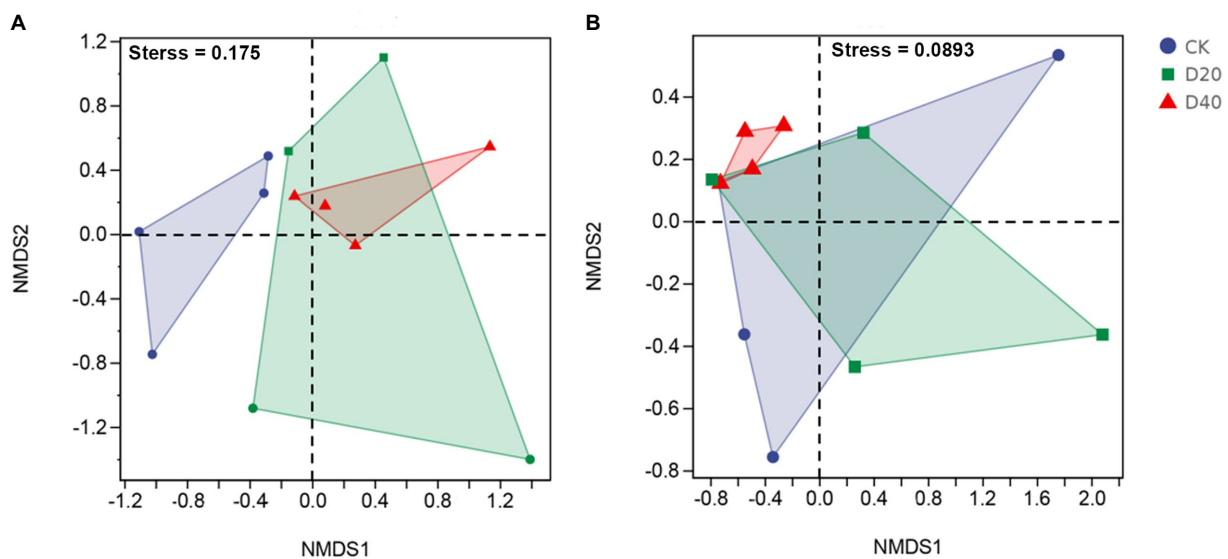 A
Sterss = 0.175
NMDS2
1.2
0.8
0.4
0.0
-0.4
-0.8
-1.2
-1.2 -0.8 -0.4 0.0 0.4 0.8 1.2
NMDS1
B
Stress = 0.0893
NMDS2
0.4
0.2
0.0
-0.2
-0.4
-0.6
-0.8
-0.8 -0.4 0.0 0.4 0.8 1.2 1.6 2.0
NMDS1
CK
D20
D40